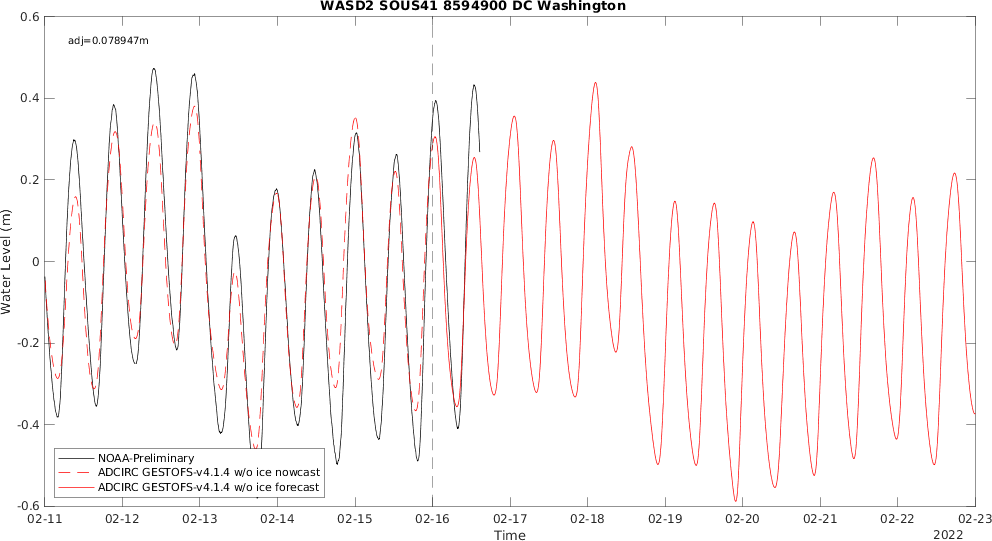 WASD2 SOUS41 8594900 DC Washington
adj=0.078947m
0.6
0.4
0.2
0
-0.2
-0.4
-0.6
Water Level (m)
NOAA-Preliminary
ADCIRC GESTOFS-v4.1.4 w/o ice nowcast
ADCIRC GESTOFS-v4.1.4 w/o ice forecast
02-11 02-12 02-13 02-14 02-15 02-16 02-17 02-18 02-19 02-20 02-21 02-22 02-23
Time
2022